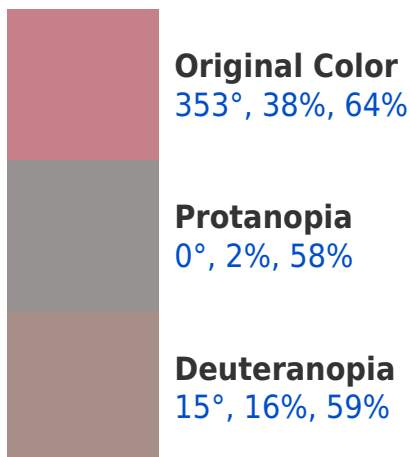 Original Color
353°, 38%, 64%
Protanopia
0°, 2%, 58%
Deuteranopia
15°, 16%, 59%